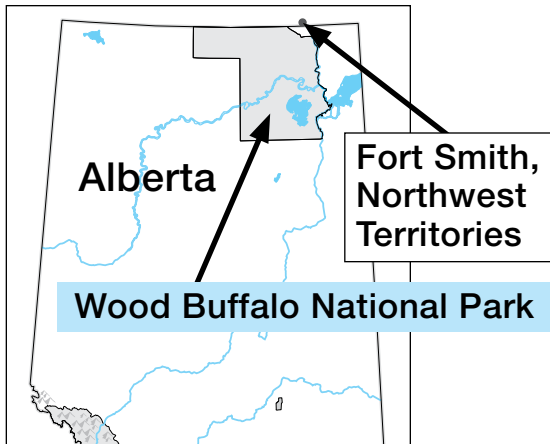 Alberta
Fort Smith,
Northwest
Territories
Wood Buffalo National Park